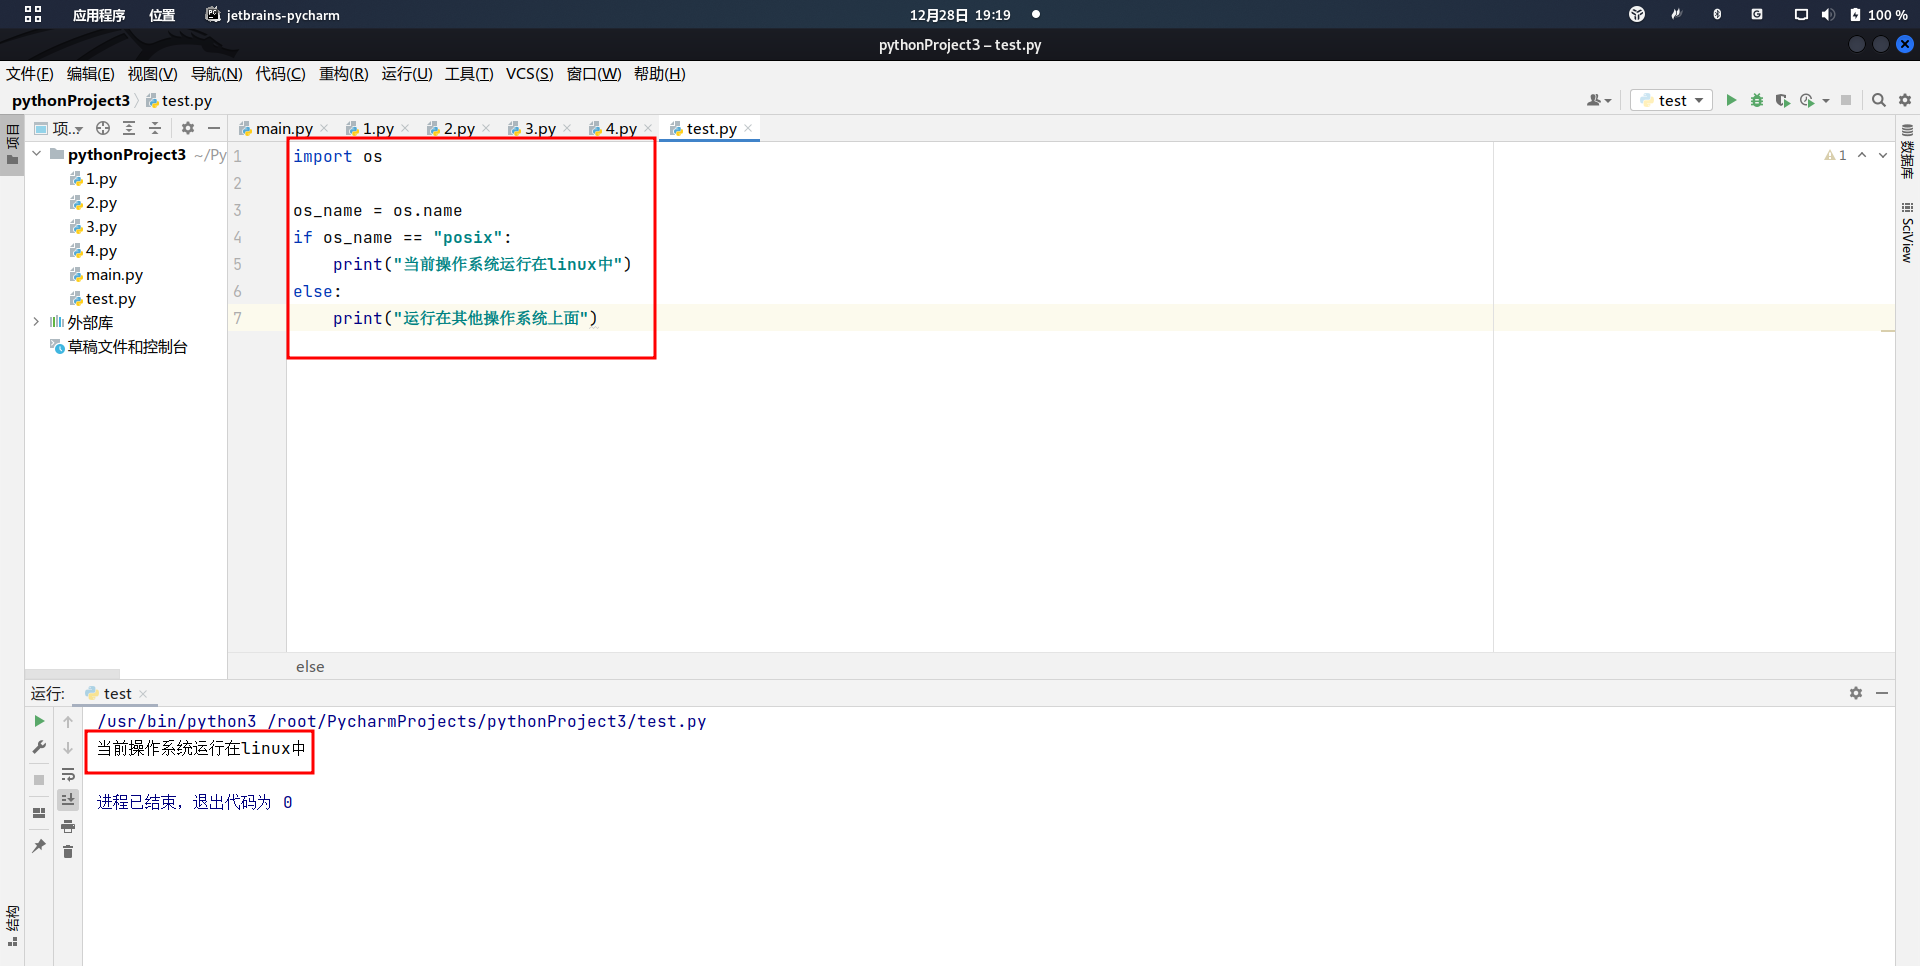 应用程序 位置 jetbrains-pycharm 12月28日 19:19 100 %
pythonProject3 – test.py
文件(F) 编辑(E) 视图(V) 导航(N) 代码(C) 重构(R) 运行(U) 工具(T) VCS(S) 窗口(W) 帮助(H)
pythonProject3 test.py test
项目
项.. main.py 1.py 2.py 3.py 4.py test.py
pythonProject3 ~/Py
1.py
2.py
3.py
4.py
main.py
test.py
外部库
草稿文件和控制台
1 import os
2
3 os_name = os.name
4 if os_name == "posix":
5 print("当前操作系统运行在linux中")
6 else:
7 print("运行在其他操作系统上面")
1
数据库
SciView
else
运行: test
/usr/bin/python3 /root/PycharmProjects/pythonProject3/test.py
当前操作系统运行在linux中
进程已结束，退出代码为 0
结构